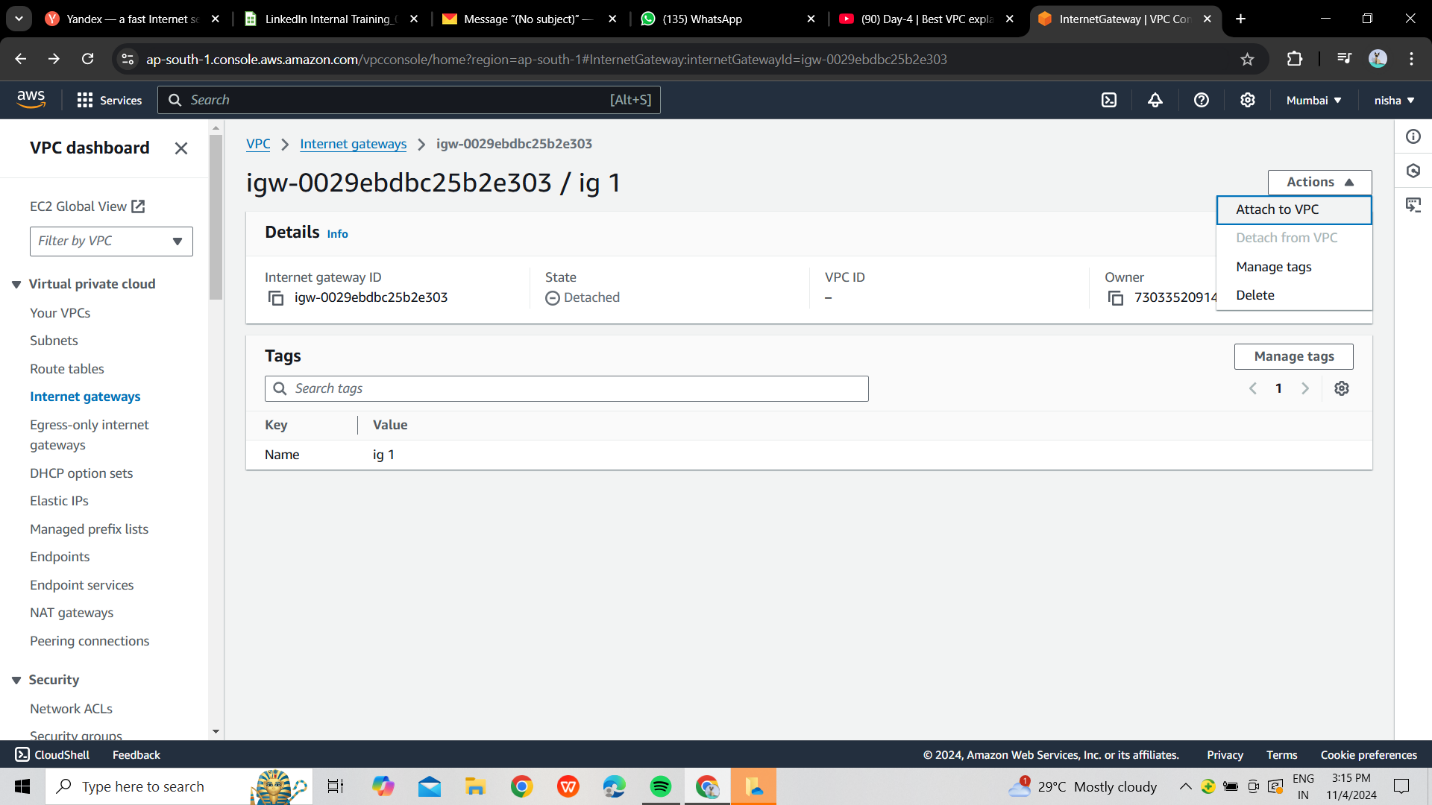 Yandex — a fast Internet se
LinkedIn Internal Training_
Message "(No subject)" —
(135) WhatsApp
(90) Day-4 | Best VPC expla
InternetGateway | VPC Con
ap-south-1.console.aws.amazon.com/vpcconsole/home?region=ap-south-1#InternetGateway:internetGatewayId=igw-0029ebdbc25b2e303
aws
Services
Search
[Alt+S]
Mumbai
nisha
VPC dashboard
EC2 Global View
Filter by VPC
Virtual private cloud
Your VPCs
Subnets
Route tables
Internet gateways
Egress-only internet
gateways
DHCP option sets
Elastic IPs
Managed prefix lists
Endpoints
Endpoint services
NAT gateways
Peering connections
Security
Network ACLs
Security groups
VPC
Internet gateways
igw-0029ebdbc25b2e303
igw-0029ebdbc25b2e303 / ig 1
Actions
Attach to VPC
Detach from VPC
Manage tags
Delete
Details
Info
Internet gateway ID
igw-0029ebdbc25b2e303
State
Detached
VPC ID
–
Owner
73033520914
Tags
Manage tags
Search tags
1
Key
Value
Name
ig 1
CloudShell
Feedback
© 2024, Amazon Web Services, Inc. or its affiliates.
Privacy
Terms
Cookie preferences
Type here to search
1
29°C Mostly cloudy
ENG
IN
3:15 PM
11/4/2024